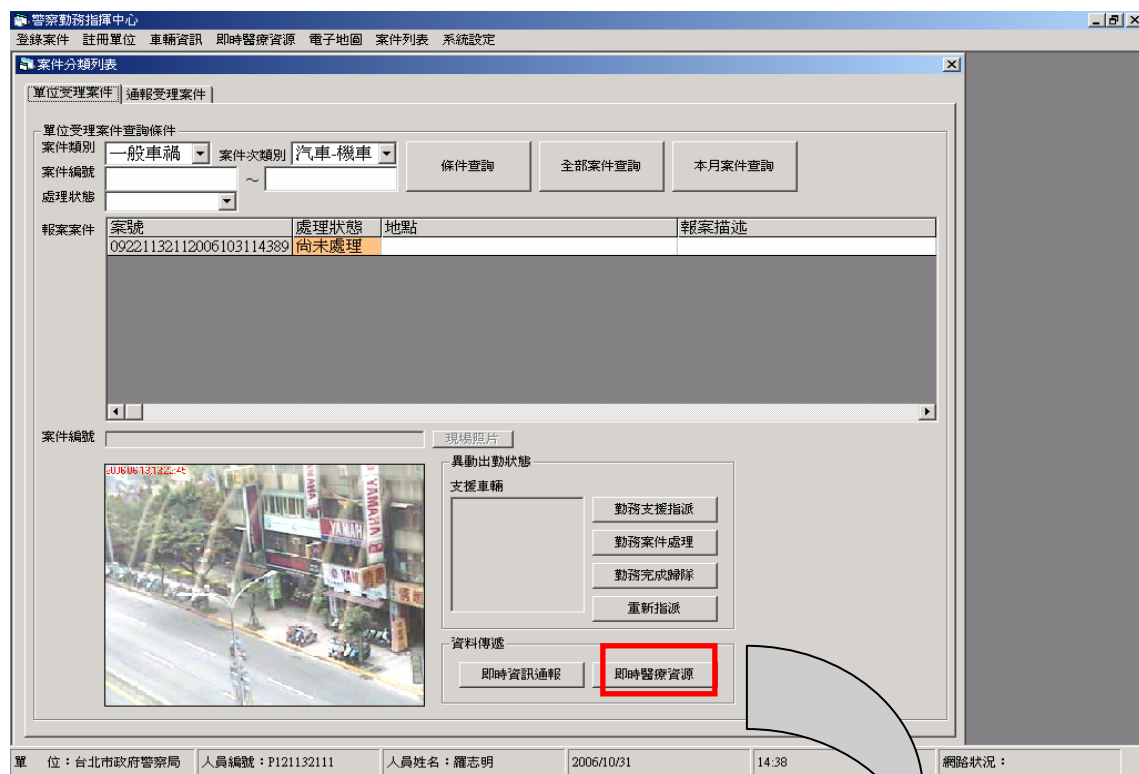 警察勤務指揮中心
登錄案件 註冊單位 車輛資訊 即時醫療資源 電子地圖 案件列表 系統設定
案件分類列表
單位受理案件 通報受理案件
單位受理案件查詢條件
案件類別 一般車禍 案件次類別 汽車-機車 條件查詢 全部案件查詢 本月案件查詢
案件編號 ～
處理狀態
報案案件 案號 處理狀態 地點 報案描述
09221132112006103114389 尚未處理
案件編號 現場照片
異動出勤狀態
支援車輛
勤務支援指派
勤務案件處理
勤務完成歸隊
重新指派
資料傳遞
即時資訊通報 即時醫療資源
YAMAHA
單 位：台北市政府警察局 人員編號：P121132111 人員姓名：羅志明 2006/10/31 14:38 網路狀況：